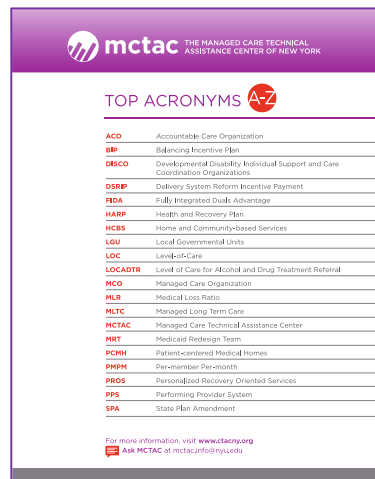 mctac THE MANAGED CARE TECHNICAL
ASSISTANCE CENTER OF NEW YORK
TOP ACRONYMS A-Z
ACO Accountable Care Organization
BIP Balancing Incentive Plan
DISCO Developmental Disability Individual Support and Care
Coordination Organizations
DSRIP Delivery System Reform Incentive Payment
FIDA Fully Integrated Duals Advantage
HARP Health and Recovery Plan
HCBS Home and Community-based Services
LGU Local Governmental Units
LOC Level-of-Care
LOCADTR Level of Care for Alcohol and Drug Treatment Referral
MCO Managed Care Organization
MLR Medical Loss Ratio
MLTC Managed Long Term Care
MCTAC Managed Care Technical Assistance Center
MRT Medicaid Redesign Team
PCMH Patient-centered Medical Homes
PMPM Per-member Per-month
PROS Personalized Recovery Oriented Services
PPS Performing Provider System
SPA State Plan Amendment
For more information, visit www.ctacny.org
Ask MCTAC at mctac.info@nyu.edu